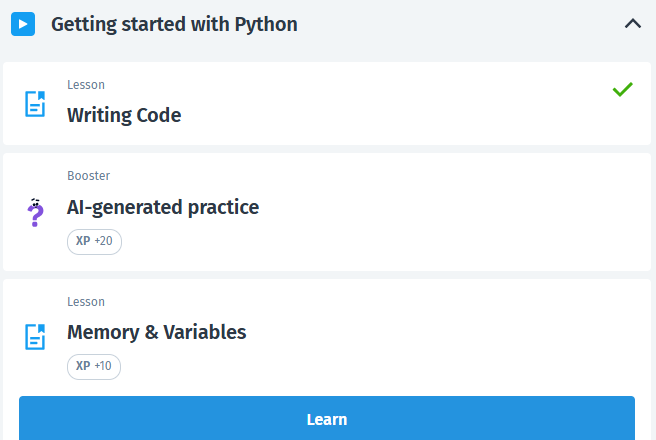 Getting started with Python
Lesson
Writing Code
Booster
AI-generated practice
XP +20
Lesson
Memory & Variables
XP +10
Learn